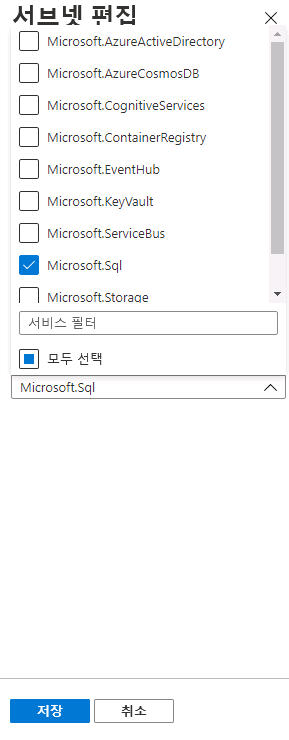 서브넷 편집
Microsoft.AzureActiveDirectory
Microsoft.AzureCosmosDB
Microsoft.CognitiveServices
Microsoft.ContainerRegistry
Microsoft.EventHub
Microsoft.KeyVault
Microsoft.ServiceBus
Microsoft.Sql
Microsoft.Storage
서비스 필터
모두 선택
Microsoft.Sql
저장 취소